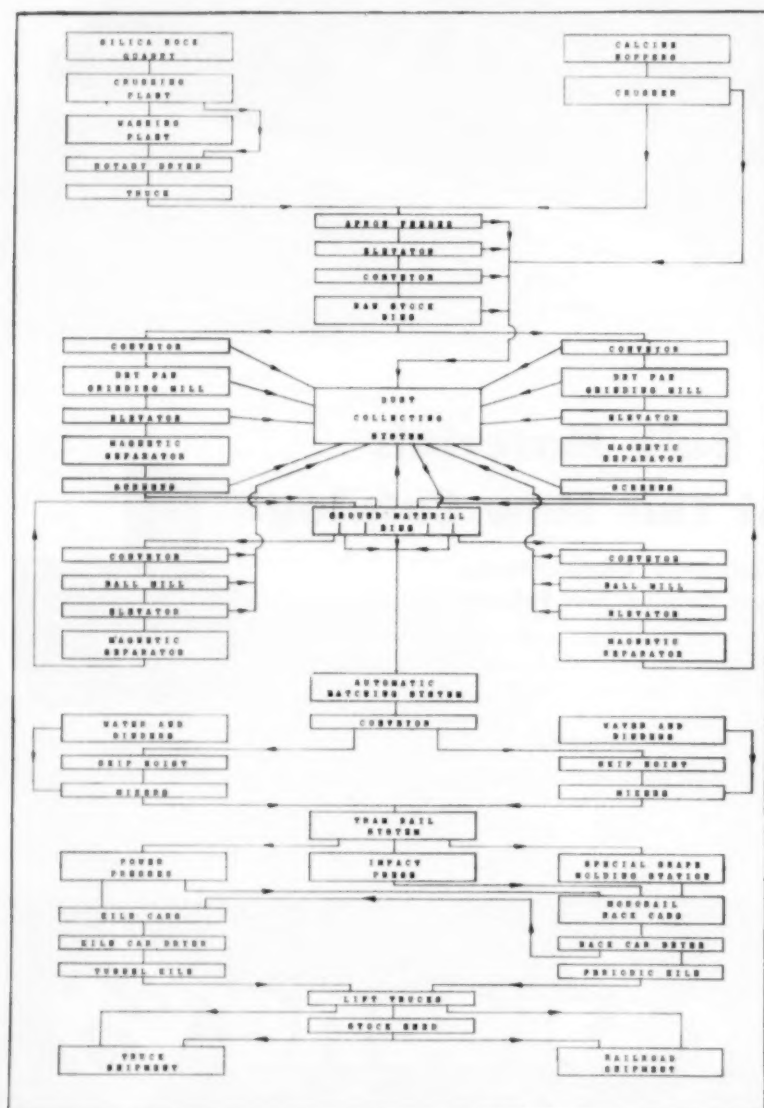 SILICA ROCK
QUARRY
CALCINE
HOPPERS
CRUSHING
PLANT
CRUSHER
WASHING
PLANT
ROTARY DRYER
TRUCK
APRON FEEDER
ELEVATOR
CONVEYOR
RAW STOCK
BINS
CONVEYOR
CONVEYOR
DRY PAN
GRINDING MILL
DRY PAN
GRINDING MILL
DUST
COLLECTING
SYSTEM
ELEVATOR
ELEVATOR
MAGNETIC
SEPARATOR
MAGNETIC
SEPARATOR
SCREENS
SCREENS
GROUND MATERIAL
BINS
CONVEYOR
CONVEYOR
BALL MILL
BALL MILL
ELEVATOR
ELEVATOR
MAGNETIC
SEPARATOR
MAGNETIC
SEPARATOR
AUTOMATIC
BATCHING SYSTEM
CONVEYOR
WATER AND
BINDERS
WATER AND
BINDERS
SKIP HOIST
SKIP HOIST
MIXERS
MIXERS
TRAM RAIL
SYSTEM
POWER
PRESSES
IMPACT
PRESS
SPECIAL SHAPE
MOLDING STATION
KILN CARS
MONORAIL
RACK CARS
KILN CAR DRYER
RACK CAR DRYER
TUNNEL KILN
PERIODIC KILN
LIFT TRUCKS
STOCK SHED
TRUCK
SHIPMENT
RAILROAD
SHIPMENT